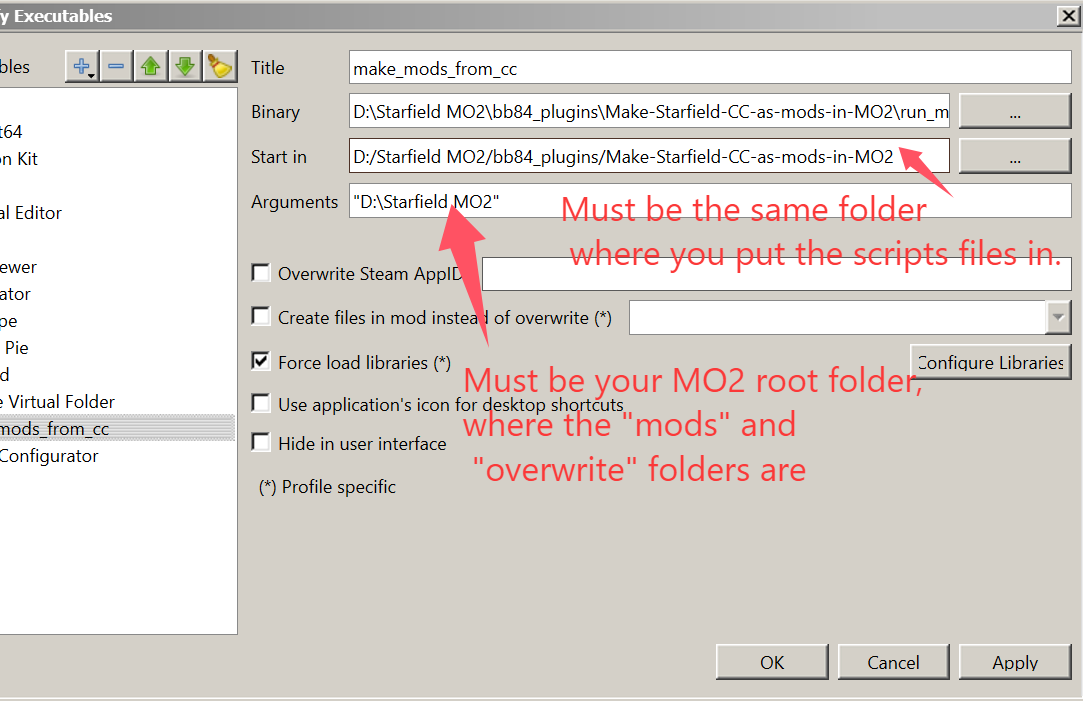 fy Executables
bles
Title
make_mods_from_cc
Binary
D:\Starfield MO2\bb84_plugins\Make-Starfield-CC-as-mods-in-MO2\run_m
...
Start in
D:/Starfield MO2/bb84_plugins/Make-Starfield-CC-as-mods-in-MO2
...
Arguments
"D:\Starfield MO2"
Must be the same folder
where you put the scripts files in.
t64
on Kit
al Editor
ewer
ator
pe
Pie
d
e Virtual Folder
mods_from_cc
Configurator
Overwrite Steam AppID
Create files in mod instead of overwrite (*)
Force load libraries (*)
Configure Libraries
Must be your MO2 root folder,
where the "mods" and
"overwrite" folders are
Use application's icon for desktop shortcuts
Hide in user interface
(*) Profile specific
OK
Cancel
Apply